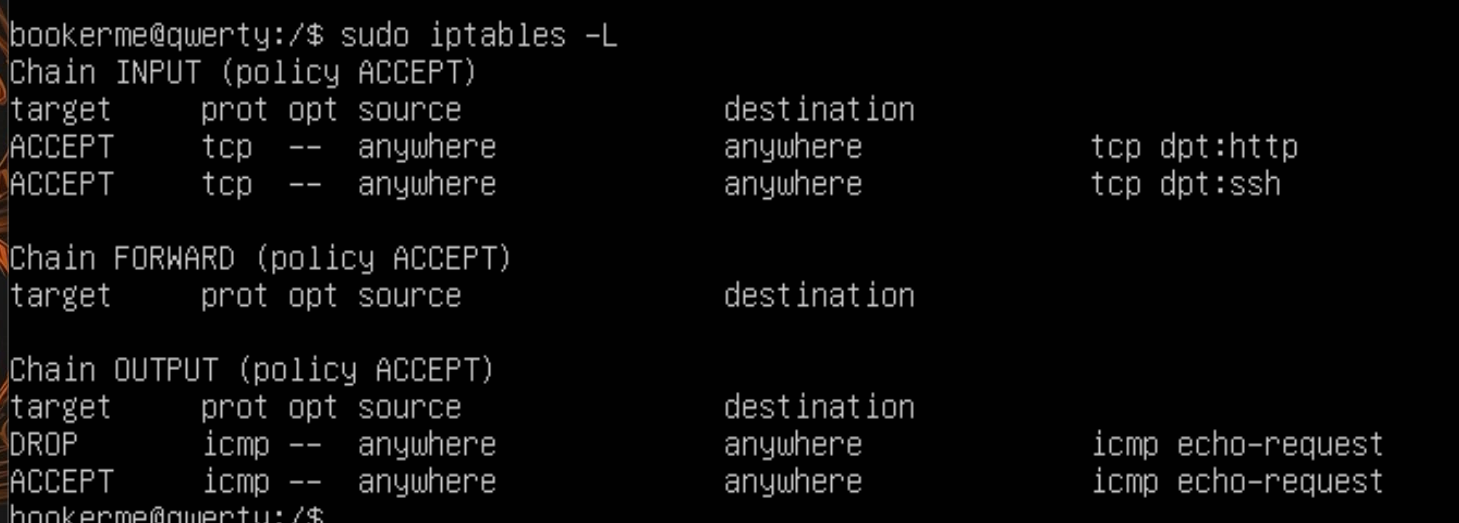 bookerme@qwerty:/$ sudo iptables -L
Chain INPUT (policy ACCEPT)
target     prot opt source               destination
ACCEPT     tcp  --  anywhere             anywhere             tcp dpt:http
ACCEPT     tcp  --  anywhere             anywhere             tcp dpt:ssh

Chain FORWARD (policy ACCEPT)
target     prot opt source               destination

Chain OUTPUT (policy ACCEPT)
target     prot opt source               destination
DROP       icmp --  anywhere             anywhere             icmp echo-request
ACCEPT     icmp --  anywhere             anywhere             icmp echo-request
bookerme@qwerty:/$